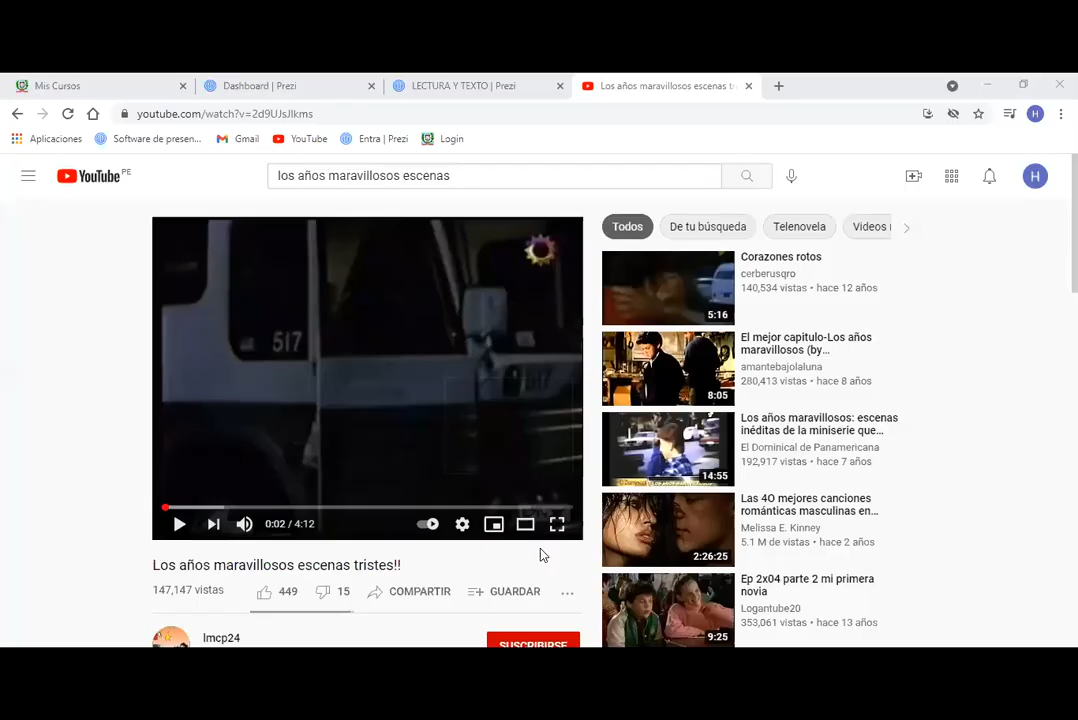 Mis Cursos
Dashboard | Prezi
LECTURA Y TEXTO | Prezi
Los años maravillosos escenas tr
youtube.com/watch?v=2d9UJsJlkms
H
Aplicaciones
Software de presen...
Gmail
YouTube
Entra | Prezi
Login
YouTube PE
los años maravillosos escenas
H
517
0:02 / 4:12
Los años maravillosos escenas tristes!!
147,147 vistas
449
15
COMPARTIR
GUARDAR
lmcp24
SUSCRIBIRSE
Todos
De tu búsqueda
Telenovela
Videos
5:16
Corazones rotos
cerberusqro
140,534 vistas • hace 12 años
8:05
El mejor capitulo-Los años
maravillosos (by...
amantebajolaluna
280,413 vistas • hace 8 años
14:55
Los años maravillosos: escenas
inéditas de la miniserie que...
El Dominical de Panamericana
192,917 vistas • hace 7 años
2:26:25
Las 4O mejores canciones
románticas masculinas en...
Melissa E. Kinney
5.1 M de vistas • hace 2 años
9:25
Ep 2x04 parte 2 mi primera
novia
Logantube20
353,061 vistas • hace 13 años